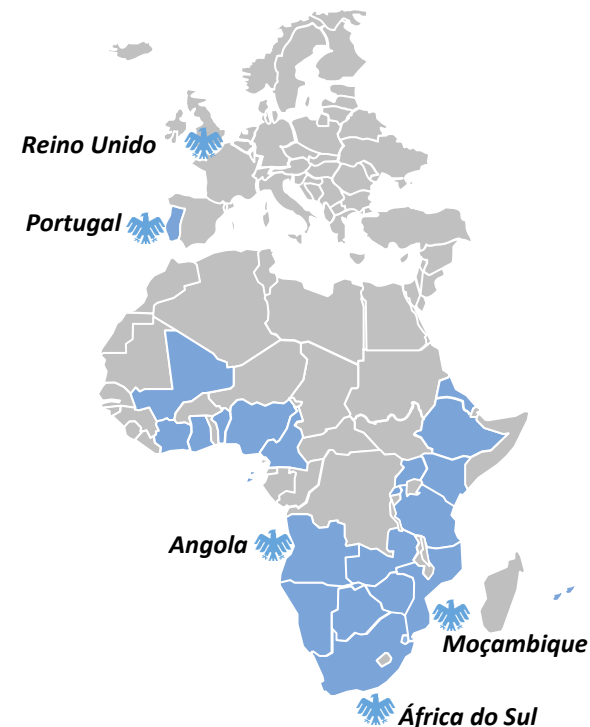 Reino Unido
Portugal
Angola
Moçambique
África do Sul